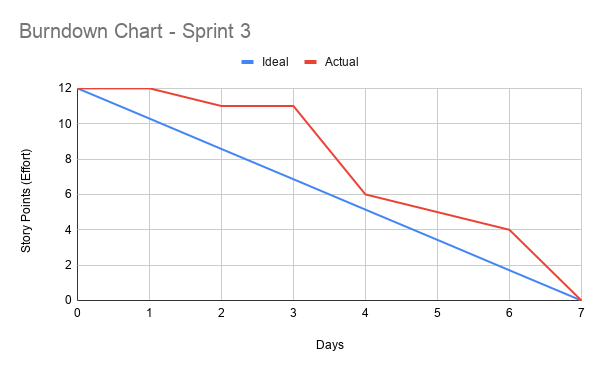 Burndown Chart - Sprint 3
Ideal Actual
Story Points (Effort)
12
10
8
6
4
2
0
0 1 2 3 4 5 6 7
Days